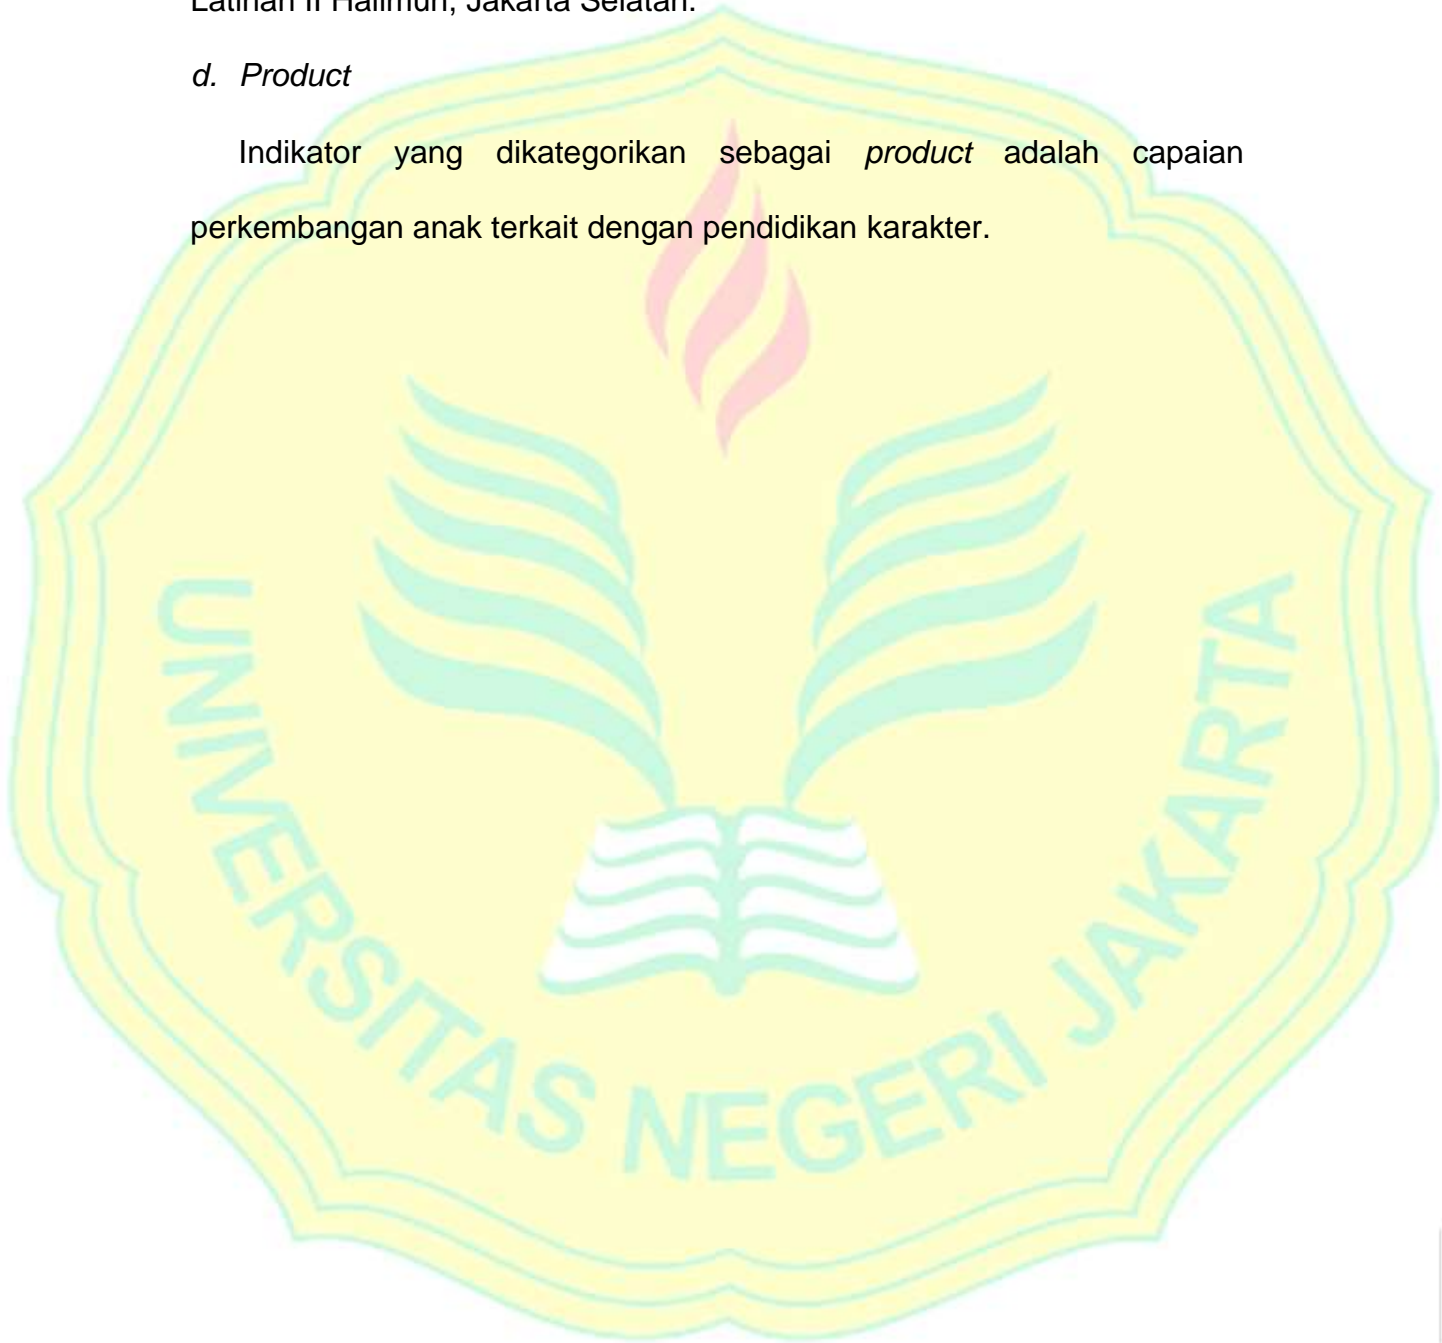 Latihan II Halimun, Jakarta Selatan.
d. Product
Indikator yang dikategorikan sebagai product adalah capaian
perkembangan anak terkait dengan pendidikan karakter.
UNIVERSITAS NEGERI JAKARTA